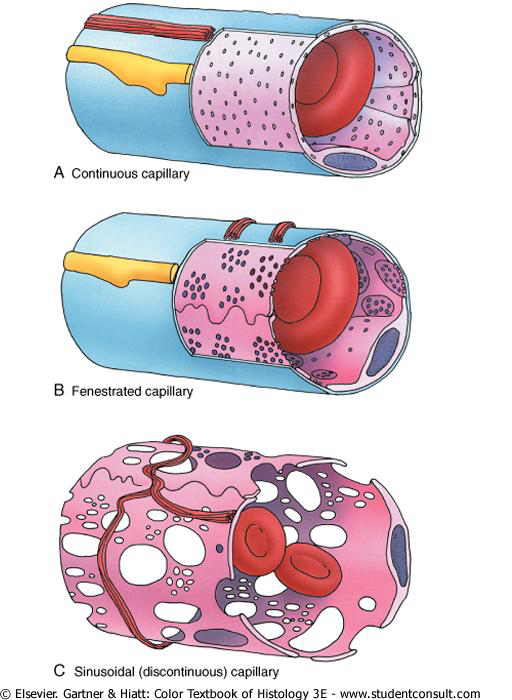 A Continuous capillary
B Fenestrated capillary
C Sinusoidal (discontinuous) capillary
© Elsevier. Gartner & Hiatt: Color Textbook of Histology 3E - www.studentconsult.com